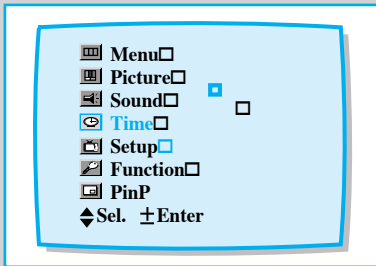 Menu□
Picture□
Sound□
Time□
Setup□
Function□
PinP
Sel. ±Enter